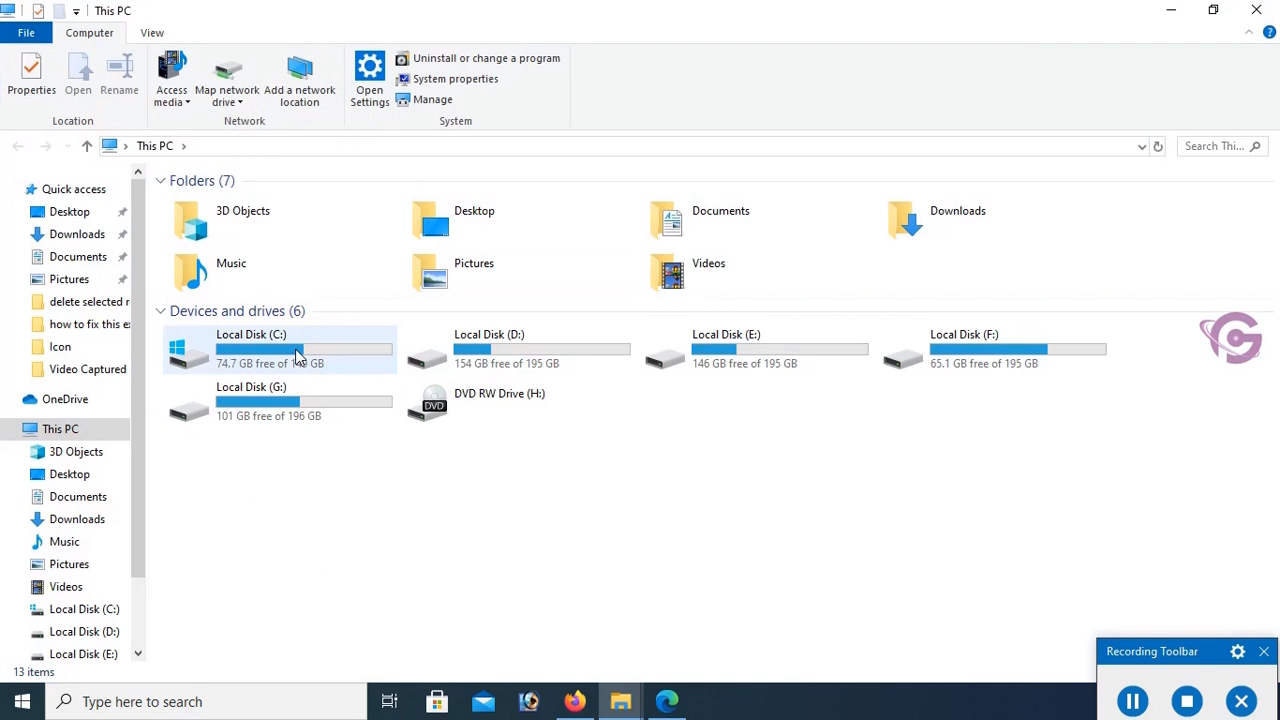 This PC
File
Computer
View
Properties
Open
Rename
Access media
Map network drive
Add a network location
Open Settings
Uninstall or change a program
System properties
Manage
Location
Network
System
This PC
Search Thi...
Quick access
Desktop
Downloads
Documents
Pictures
delete selected r
how to fix this e
Icon
Video Captured
OneDrive
This PC
3D Objects
Desktop
Documents
Downloads
Music
Pictures
Videos
Local Disk (C:)
Local Disk (D:)
Local Disk (E:)
Folders (7)
3D Objects
Desktop
Documents
Downloads
Music
Pictures
Videos
Devices and drives (6)
Local Disk (C:)
74.7 GB free of GB
Local Disk (D:)
154 GB free of 195 GB
Local Disk (E:)
146 GB free of 195 GB
Local Disk (F:)
65.1 GB free of 195 GB
Local Disk (G:)
101 GB free of 196 GB
DVD
DVD RW Drive (H:)
13 items
Recording Toolbar
Type here to search